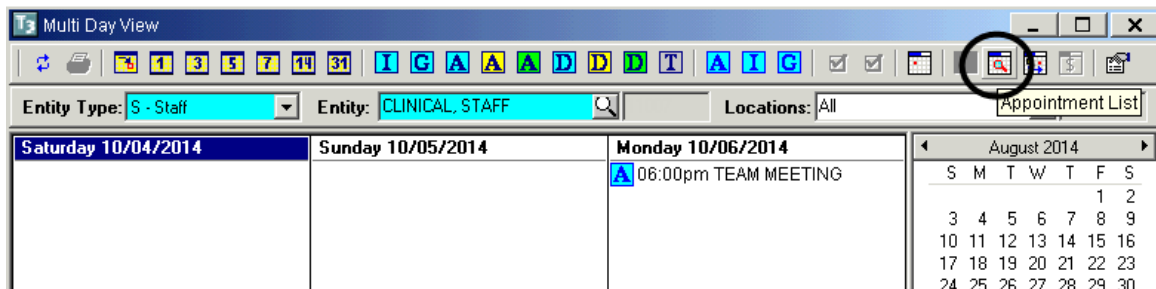 T3 Multi Day View
1 3 5 7 14 31 I G A A A D D D T A I G $
Entity Type: S - Staff Entity: CLINICAL, STAFF Locations: All
Appointment List
Saturday 10/04/2014 Sunday 10/05/2014 Monday 10/06/2014
A 06:00pm TEAM MEETING
August 2014
S M T W T F S
1 2
3 4 5 6 7 8 9
10 11 12 13 14 15 16
17 18 19 20 21 22 23
24 25 26 27 28 29 30